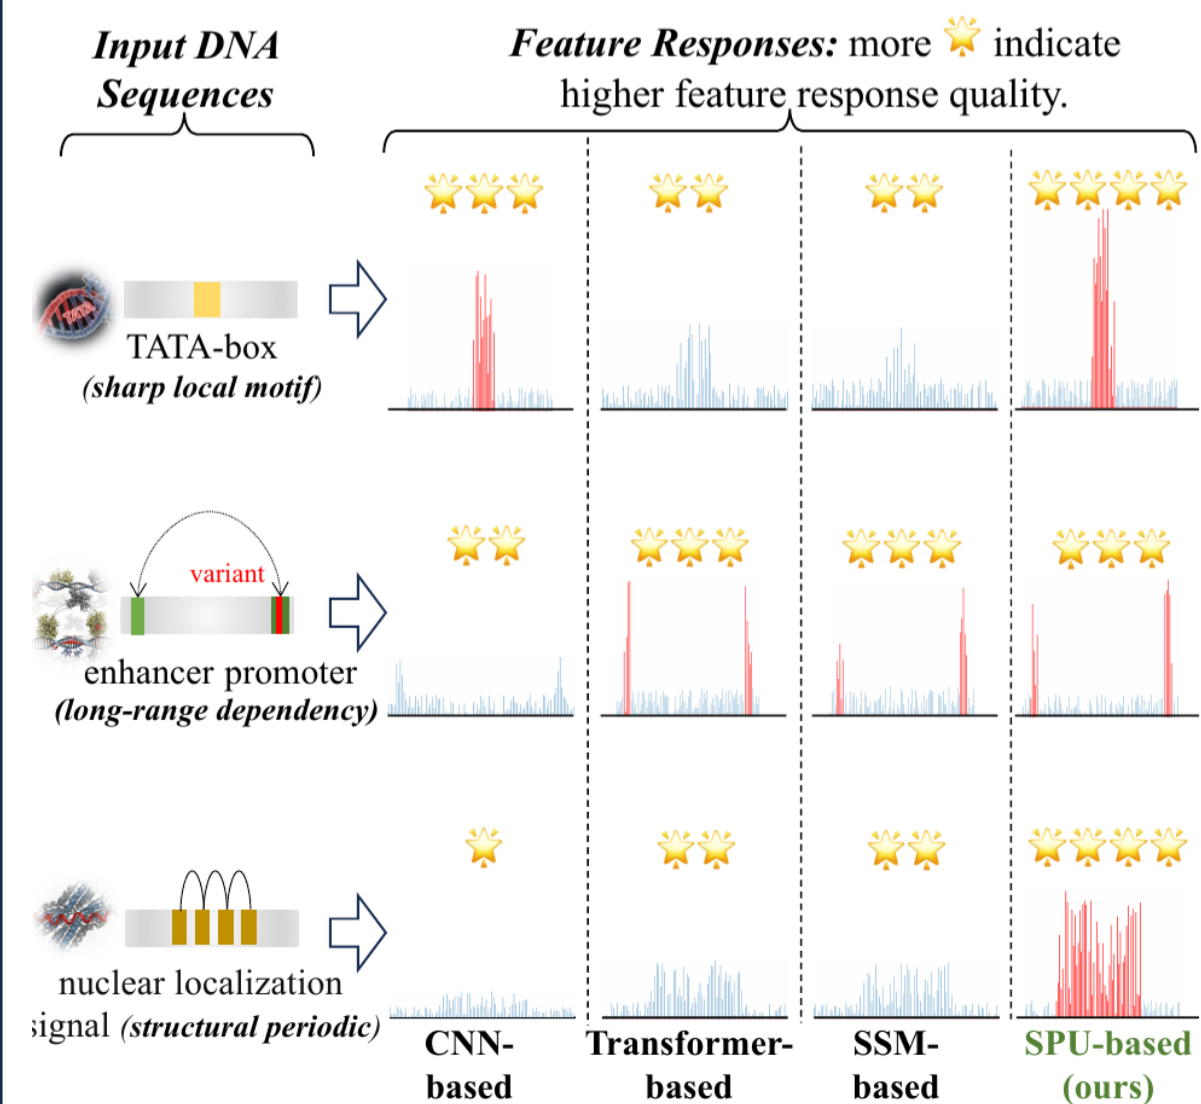 Input DNA
Sequences
Feature Responses: more 🌟 indicate
higher feature response quality.
TATA
TATA-box
(sharp local motif)
variant
enhancer promoter
(long-range dependency)
nuclear localization
signal (structural periodic)
CNN-
based
Transformer-
based
SSM-
based
SPU-based
(ours)